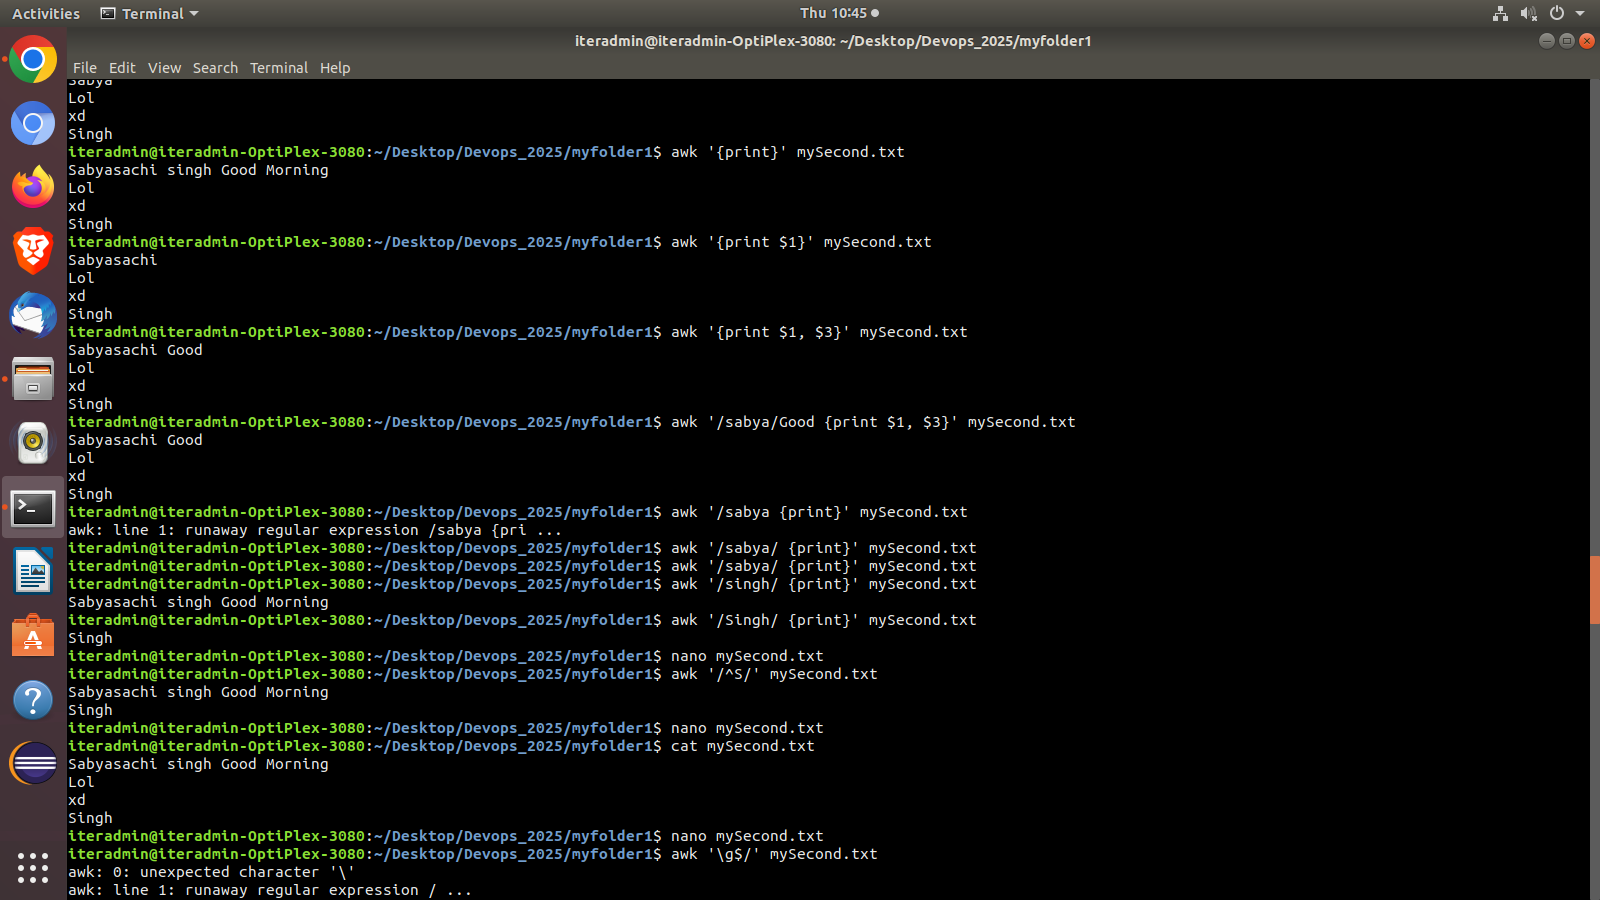 Activities Terminal Thu 10:45
iteradmin@iteradmin-OptiPlex-3080: ~/Desktop/Devops_2025/myfolder1
File Edit View Search Terminal Help
Sabya
Lol
xd
Singh
iteradmin@iteradmin-OptiPlex-3080:~/Desktop/Devops_2025/myfolder1$ awk '{print}' mySecond.txt
Sabyasachi singh Good Morning
Lol
xd
Singh
iteradmin@iteradmin-OptiPlex-3080:~/Desktop/Devops_2025/myfolder1$ awk '{print $1}' mySecond.txt
Sabyasachi
Lol
xd
Singh
iteradmin@iteradmin-OptiPlex-3080:~/Desktop/Devops_2025/myfolder1$ awk '{print $1, $3}' mySecond.txt
Sabyasachi Good
Lol
xd
Singh
iteradmin@iteradmin-OptiPlex-3080:~/Desktop/Devops_2025/myfolder1$ awk '/sabya/Good {print $1, $3}' mySecond.txt
Sabyasachi Good
Lol
xd
Singh
iteradmin@iteradmin-OptiPlex-3080:~/Desktop/Devops_2025/myfolder1$ awk '/sabya {print}' mySecond.txt
awk: line 1: runaway regular expression /sabya {pri ...
iteradmin@iteradmin-OptiPlex-3080:~/Desktop/Devops_2025/myfolder1$ awk '/sabya/ {print}' mySecond.txt
iteradmin@iteradmin-OptiPlex-3080:~/Desktop/Devops_2025/myfolder1$ awk '/sabya/ {print}' mySecond.txt
iteradmin@iteradmin-OptiPlex-3080:~/Desktop/Devops_2025/myfolder1$ awk '/singh/ {print}' mySecond.txt
Sabyasachi singh Good Morning
iteradmin@iteradmin-OptiPlex-3080:~/Desktop/Devops_2025/myfolder1$ awk '/Singh/ {print}' mySecond.txt
Singh
iteradmin@iteradmin-OptiPlex-3080:~/Desktop/Devops_2025/myfolder1$ nano mySecond.txt
iteradmin@iteradmin-OptiPlex-3080:~/Desktop/Devops_2025/myfolder1$ awk '/^S/' mySecond.txt
Sabyasachi singh Good Morning
Singh
iteradmin@iteradmin-OptiPlex-3080:~/Desktop/Devops_2025/myfolder1$ nano mySecond.txt
iteradmin@iteradmin-OptiPlex-3080:~/Desktop/Devops_2025/myfolder1$ cat mySecond.txt
Sabyasachi singh Good Morning
Lol
xd
Singh
iteradmin@iteradmin-OptiPlex-3080:~/Desktop/Devops_2025/myfolder1$ nano mySecond.txt
iteradmin@iteradmin-OptiPlex-3080:~/Desktop/Devops_2025/myfolder1$ awk '\g$/' mySecond.txt
awk: 0: unexpected character '\'
awk: line 1: runaway regular expression / ...